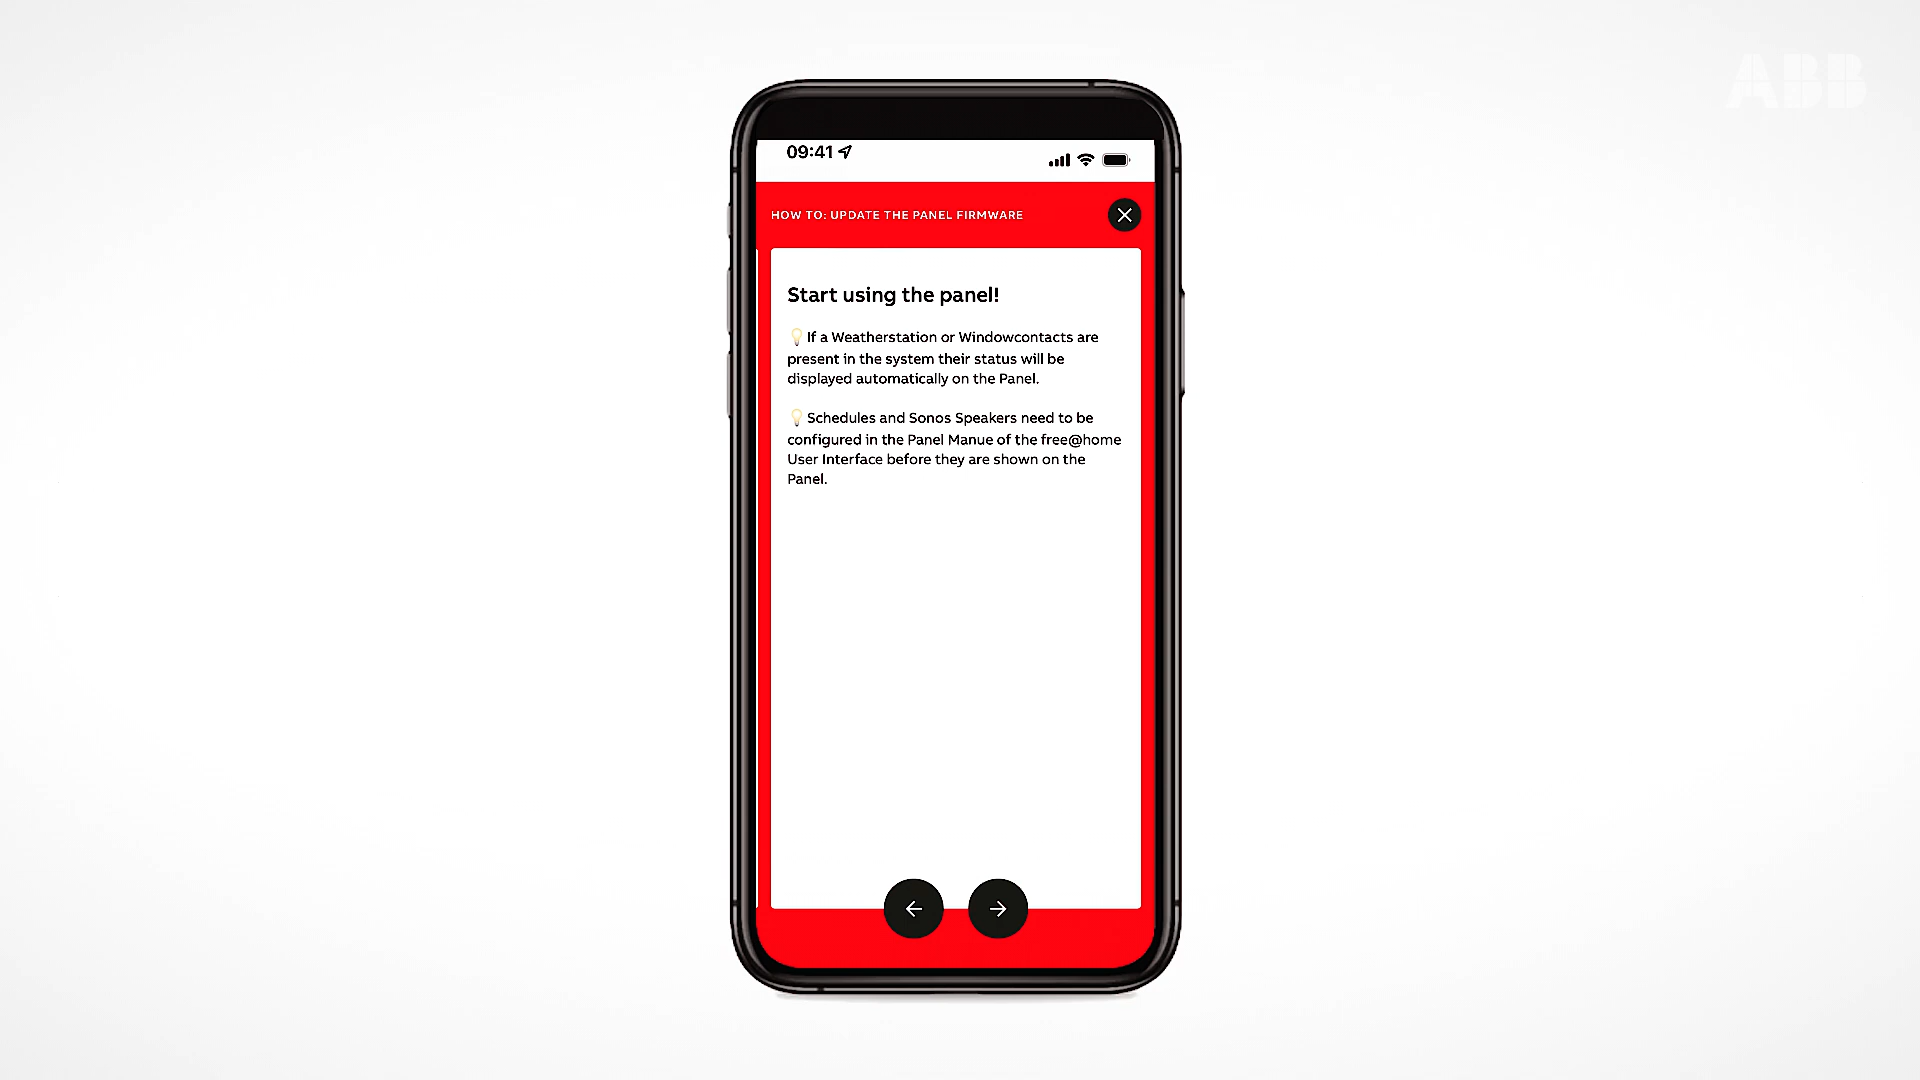 ABB
09:41
HOW TO: UPDATE THE PANEL FIRMWARE
Start using the panel!
💡If a Weatherstation or Windowcontacts are
present in the system their status will be
displayed automatically on the Panel.
💡Schedules and Sonos Speakers need to be
configured in the Panel Manue of the free@home
User Interface before they are shown on the
Panel.